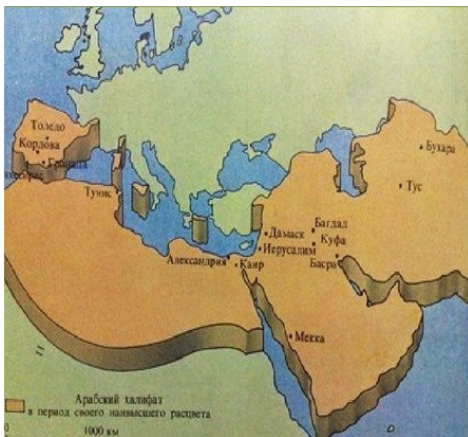 Толедо
Кордова
Гранада
Тунис
Бухара
Тус
Багдад
Дамаск
Куфа
Иерусалим
Басра
Александрия
Каир
Мекка
Арабский халифат
в период своего наивысшего расцвета
0 1000 км